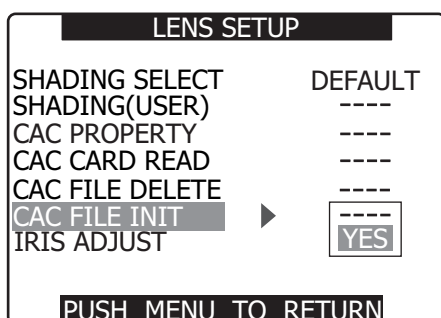 LENS SETUP
SHADING SELECT DEFAULT
SHADING(USER) ----
CAC PROPERTY ----
CAC CARD READ ----
CAC FILE DELETE ----
CAC FILE INIT ▶ ----
IRIS ADJUST YES
PUSH MENU TO RETURN